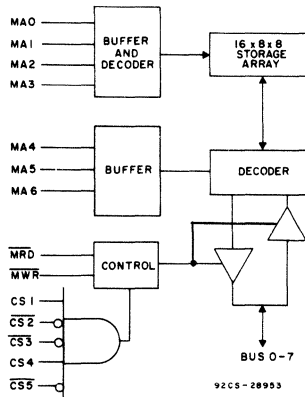 MA0
MA1
MA2
MA3
BUFFER
AND
DECODER
16 x 8 x 8
STORAGE
ARRAY
MA4
MA5
MA6
BUFFER
DECODER
MRD
MWR
CONTROL
CS1
CS2
CS3
CS4
CS5
BUS 0-7
92CS-28953